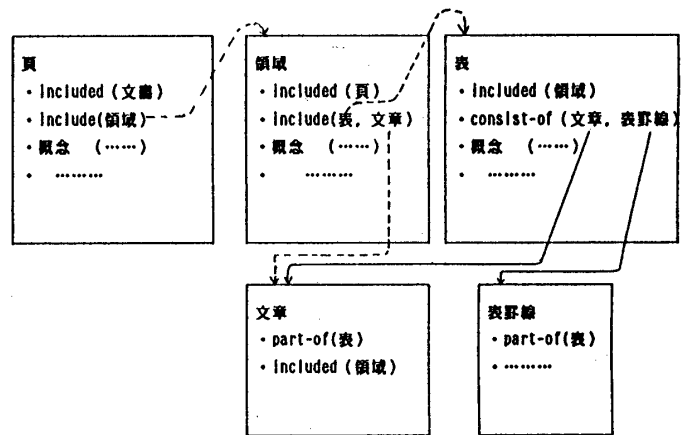 頁
・included (文書)
・include(領域)
・概念 (……)
・ ………
領域
・included (頁)
・include(表, 文章)
・概念 (……)
・ ………
表
・included (領域)
・consist-of (文章, 表罫線)
・概念 (……)
・ ………
文章
・part-of(表)
・included (領域)
表罫線
・part-of(表)
・………